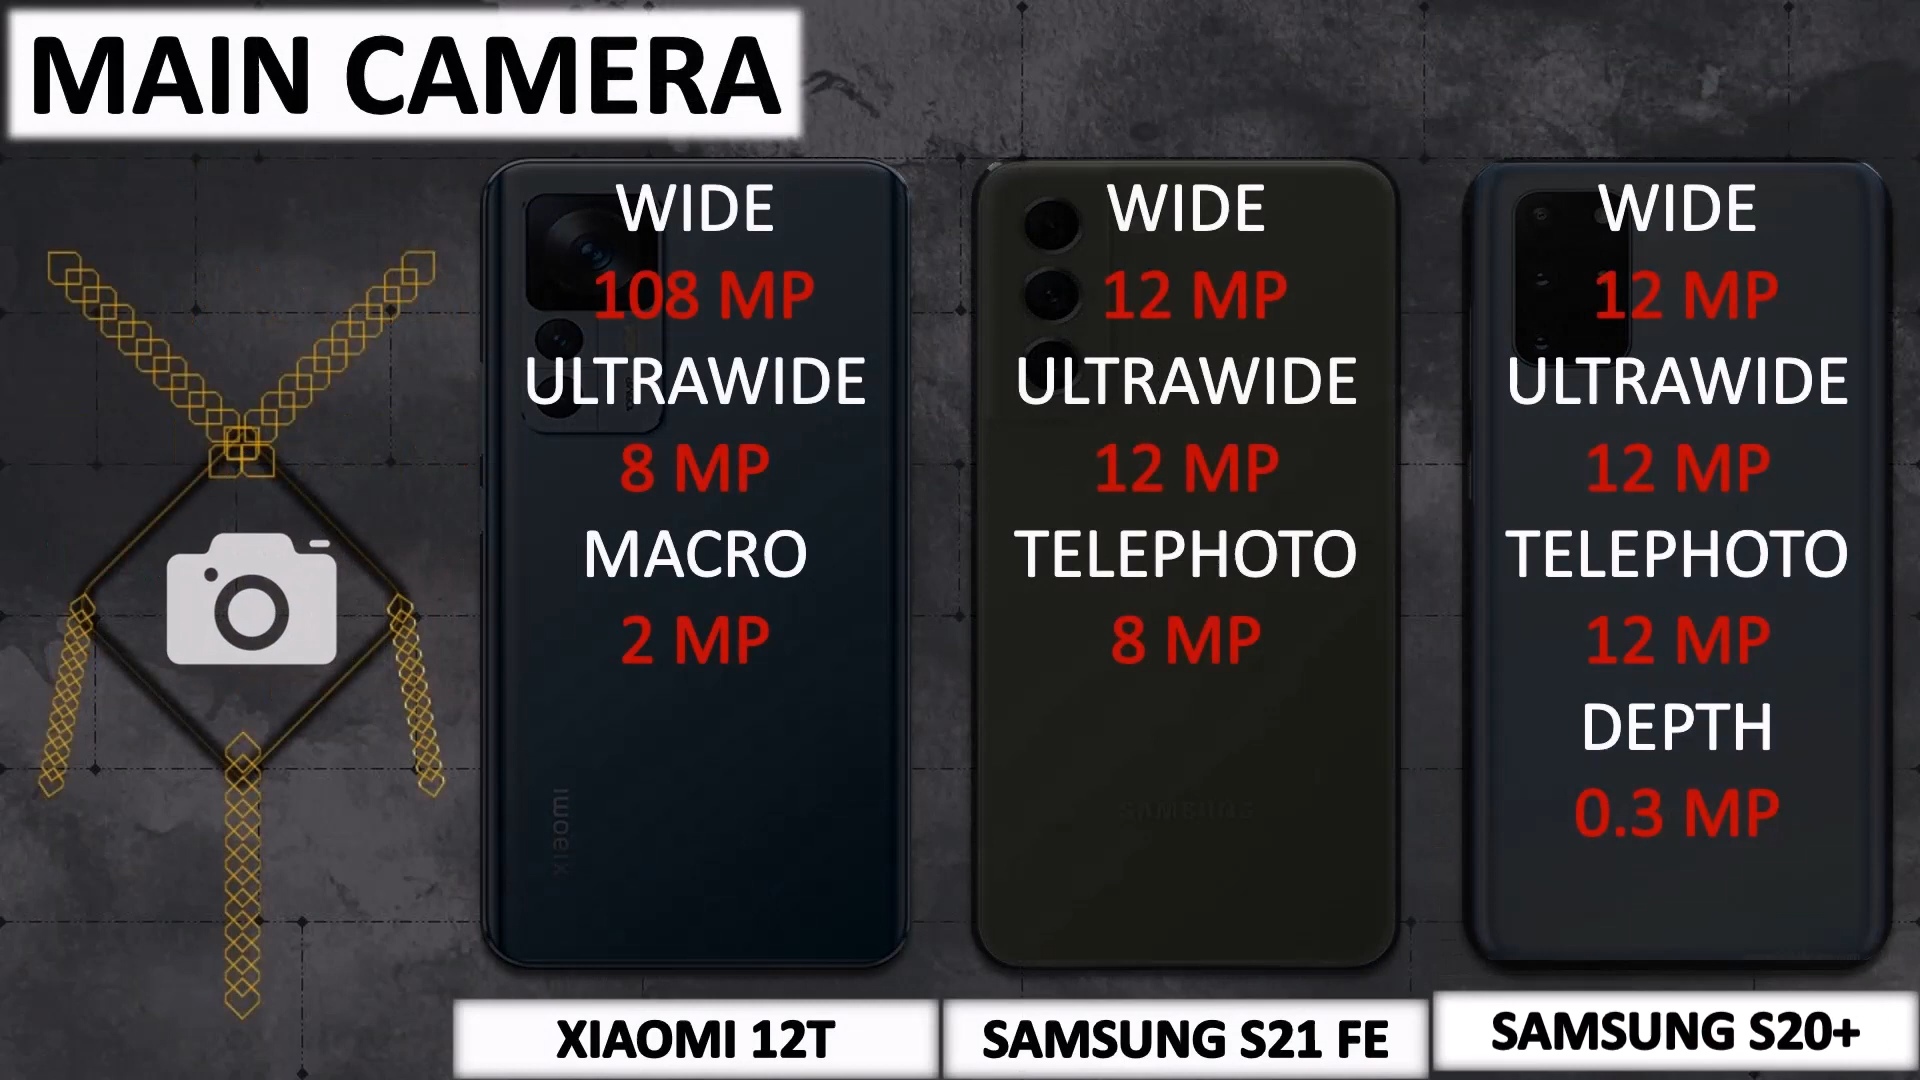 MAIN CAMERA
WIDE
108 MP
ULTRAWIDE
8 MP
MACRO
2 MP
xiaomi
XIAOMI 12T
WIDE
12 MP
ULTRAWIDE
12 MP
TELEPHOTO
8 MP
SAMSUNG
SAMSUNG S21 FE
WIDE
12 MP
ULTRAWIDE
12 MP
TELEPHOTO
12 MP
DEPTH
0.3 MP
SAMSUNG S20+